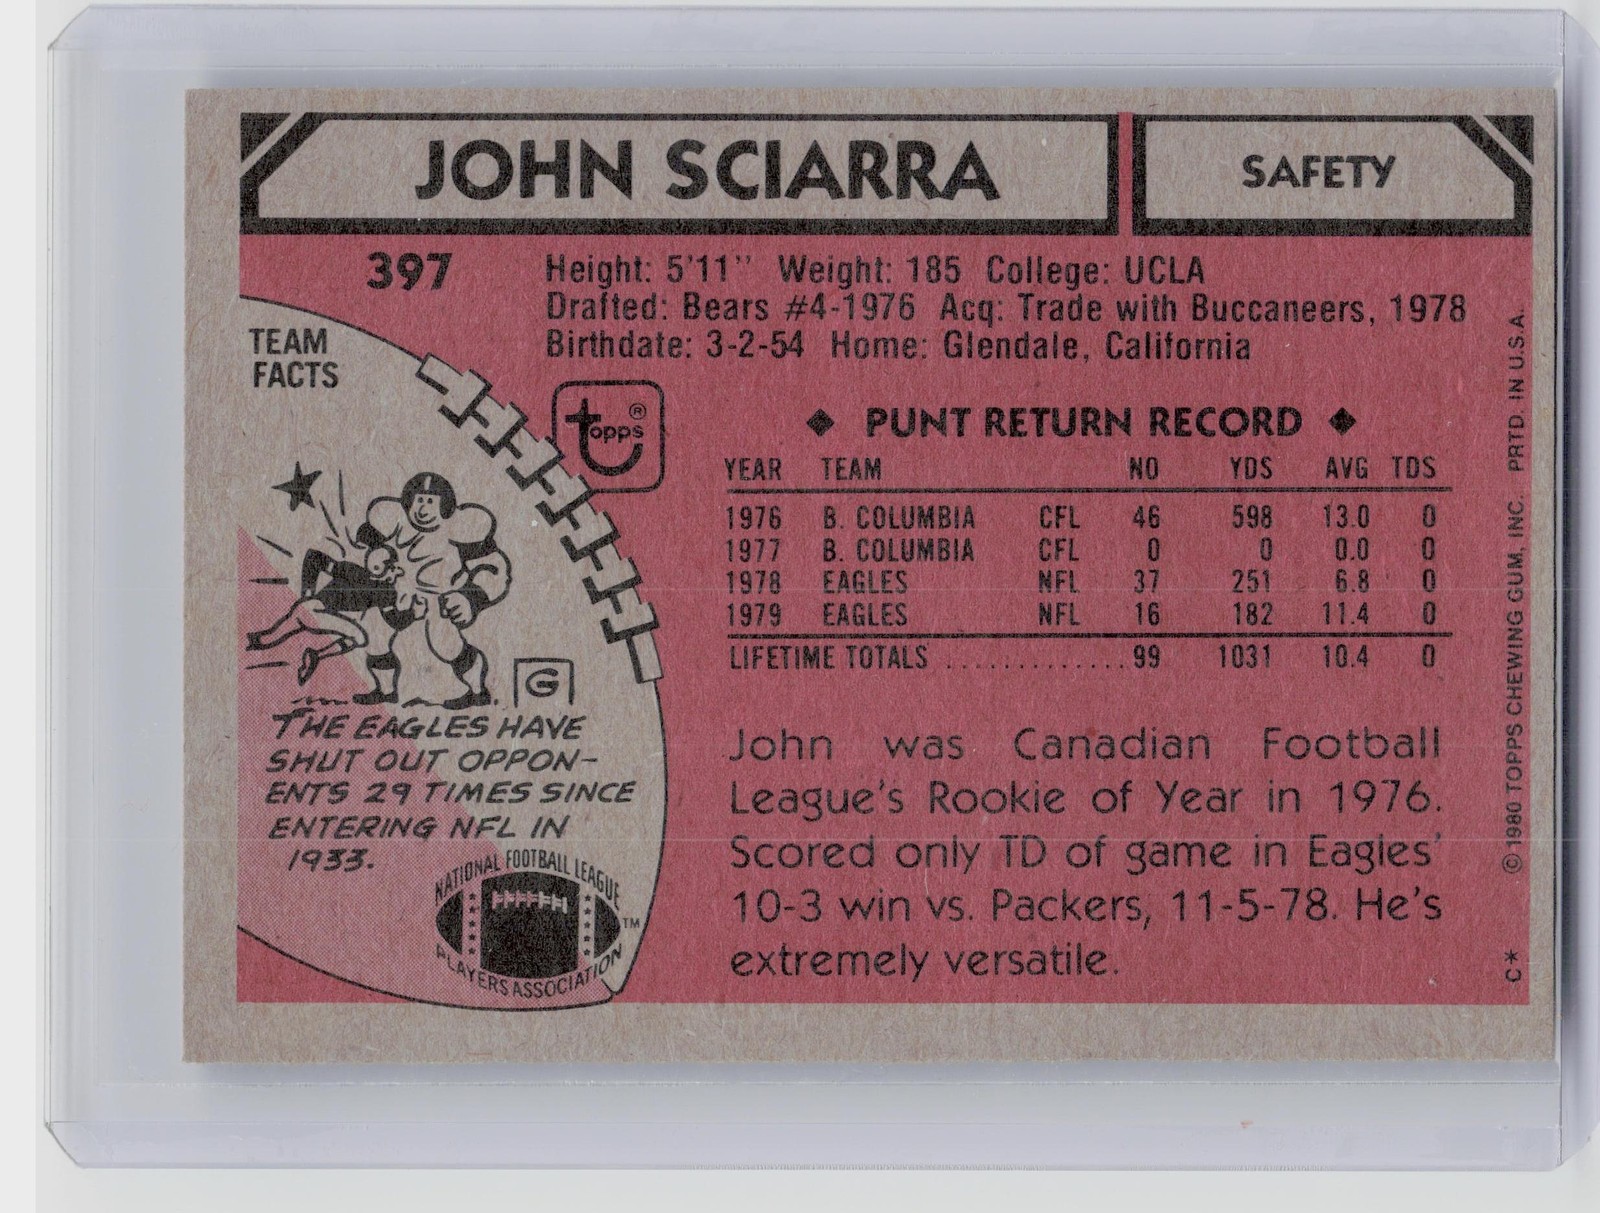 JOHN SCIARRA
SAFETY
397
Height: 5'11" Weight: 185 College: UCLA
Drafted: Bears #4-1976 Acq: Trade with Buccaneers, 1978
Birthdate: 3-2-54 Home: Glendale, California
TEAM
FACTS
topps ®
◆ PUNT RETURN RECORD ◆
YEAR TEAM NO YDS AVG TDS
1976 B. COLUMBIA CFL 46 598 13.0 0
1977 B. COLUMBIA CFL 0 0 0.0 0
1978 EAGLES NFL 37 251 6.8 0
1979 EAGLES NFL 16 182 11.4 0
LIFETIME TOTALS .............99 1031 10.4 0
G
THE EAGLES HAVE
SHUT OUT OPPON-
ENTS 29 TIMES SINCE
ENTERING NFL IN
1933.
NATIONAL FOOTBALL LEAGUE
PLAYERS ASSOCIATION
TM
John was Canadian Football
League's Rookie of Year in 1976.
Scored only TD of game in Eagles'
10-3 win vs. Packers, 11-5-78. He's
extremely versatile.
C* © 1980 TOPPS CHEWING GUM, INC. PRTD. IN U.S.A.